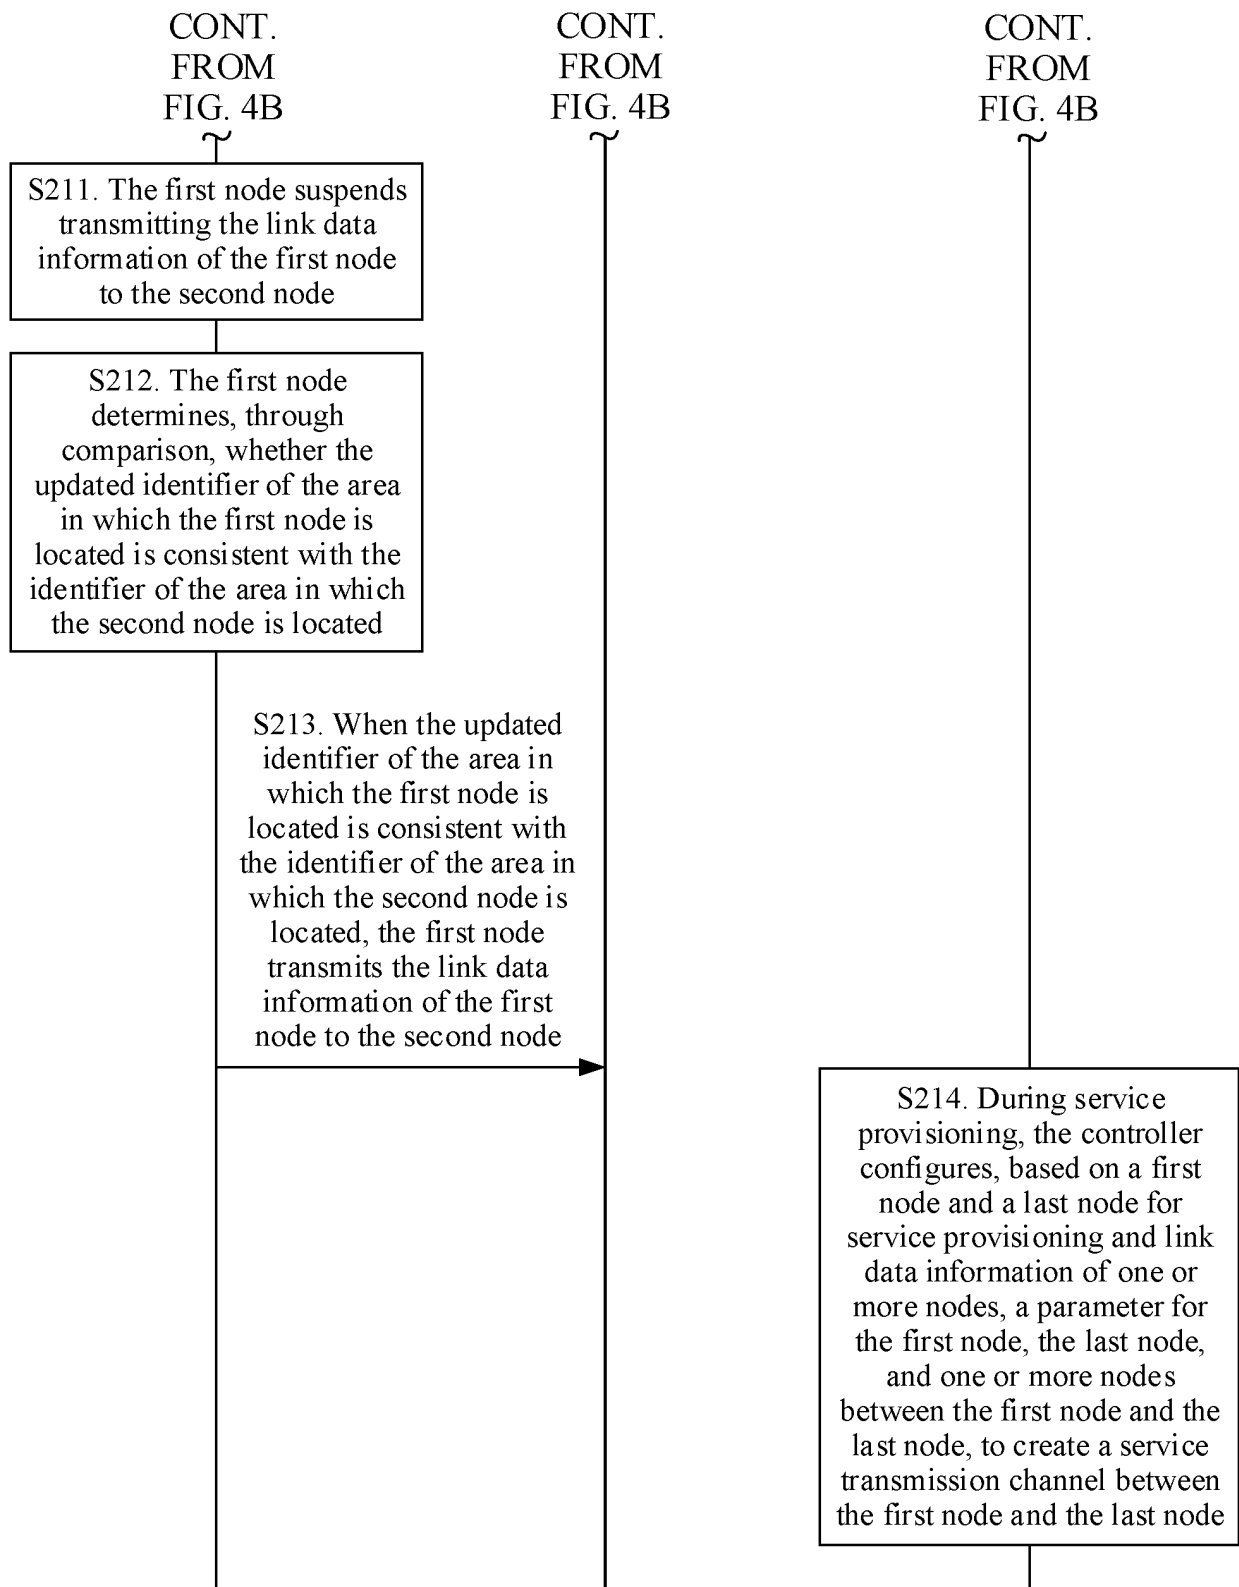 CONT.
FROM
FIG. 4B
CONT.
FROM
FIG. 4B
CONT.
FROM
FIG. 4B
S211. The first node suspends
transmitting the link data
information of the first node
to the second node
S212. The first node
determines, through
comparison, whether the
updated identifier of the area
in which the first node is
located is consistent with the
identifier of the area in which
the second node is located
S213. When the updated
identifier of the area in
which the first node is
located is consistent with
the identifier of the area in
which the second node is
located, the first node
transmits the link data
information of the first
node to the second node
S214. During service
provisioning, the controller
configures, based on a first
node and a last node for
service provisioning and link
data information of one or
more nodes, a parameter for
the first node, the last node,
and one or more nodes
between the first node and the
last node, to create a service
transmission channel between
the first node and the last node